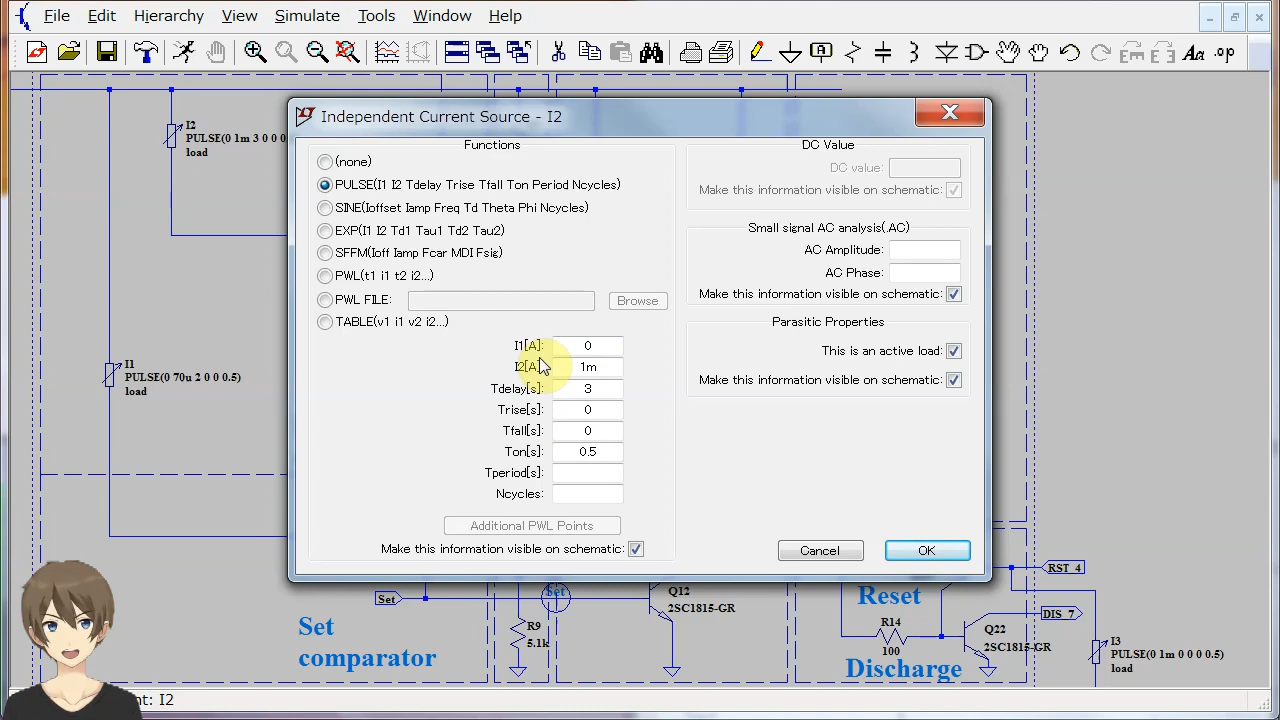 File Edit Hierarchy View Simulate Tools Window Help
Independent Current Source - I2
Functions
(none)
PULSE(I1 I2 Tdelay Trise Tfall Ton Period Ncycles)
SINE(Ioffset Iamp Freq Td Theta Phi Ncycles)
EXP(I1 I2 Td1 Tau1 Td2 Tau2)
SFFM(Ioff Iamp Fcar MDI Fsig)
PWL(t1 i1 t2 i2...)
PWL FILE: Browse
TABLE(v1 i1 v2 i2...)
I1[A]: 0
I2[A]: 1m
Tdelay[s]: 3
Trise[s]: 0
Tfall[s]: 0
Ton[s]: 0.5
Tperiod[s]:
Ncycles:
Additional PWL Points
Make this information visible on schematic:
DC Value
DC value:
Make this information visible on schematic:
Small signal AC analysis(.AC)
AC Amplitude:
AC Phase:
Make this information visible on schematic:
Parasitic Properties
This is an active load:
Make this information visible on schematic:
Cancel OK
I2
PULSE(0 1m 3 0 0 0.
load
I1
PULSE(0 70u 2 0 0 0.5)
load
Set
Set
comparator
R9
5.1k
Set
Q12
2SC1815-GR
Reset
R14
100
Discharge
Q22
2SC1815-GR
RST_4
DIS_7
I3
PULSE(0 1m 0 0 0 0.5)
load
nt: I2
Aa .op
A